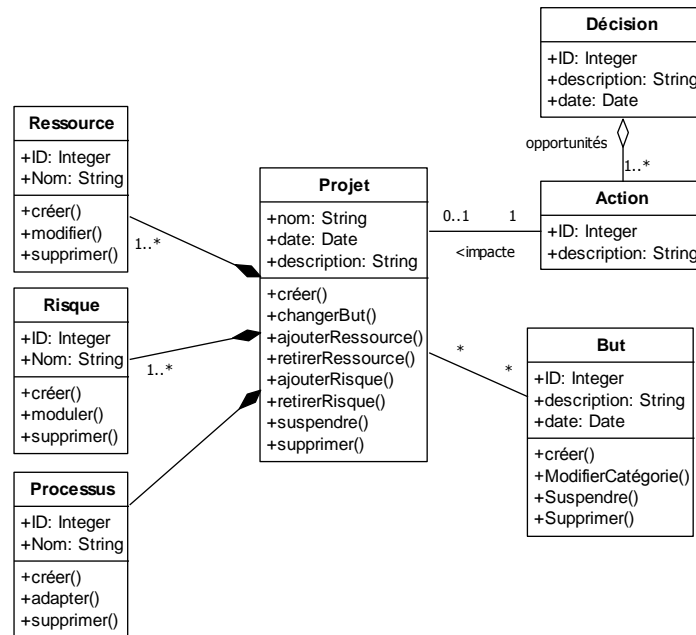 Décision
+ID: Integer
+description: String
+date: Date
opportunités
1..*
Action
+ID: Integer
+description: String
Ressource
+ID: Integer
+Nom: String
+créer()
+modifier()
+supprimer()
1..*
Projet
+nom: String
+date: Date
+description: String
+créer()
+changerBut()
+ajouterRessource()
+retirerRessource()
+ajouterRisque()
+retirerRisque()
+suspendre()
+supprimer()
0..1
1
<impacte
Risque
+ID: Integer
+Nom: String
+créer()
+moduler()
+supprimer()
1..*
*
*
But
+ID: Integer
+description: String
+date: Date
+créer()
+ModifierCatégorie()
+Suspendre()
+Supprimer()
Processus
+ID: Integer
+Nom: String
+créer()
+adapter()
+supprimer()